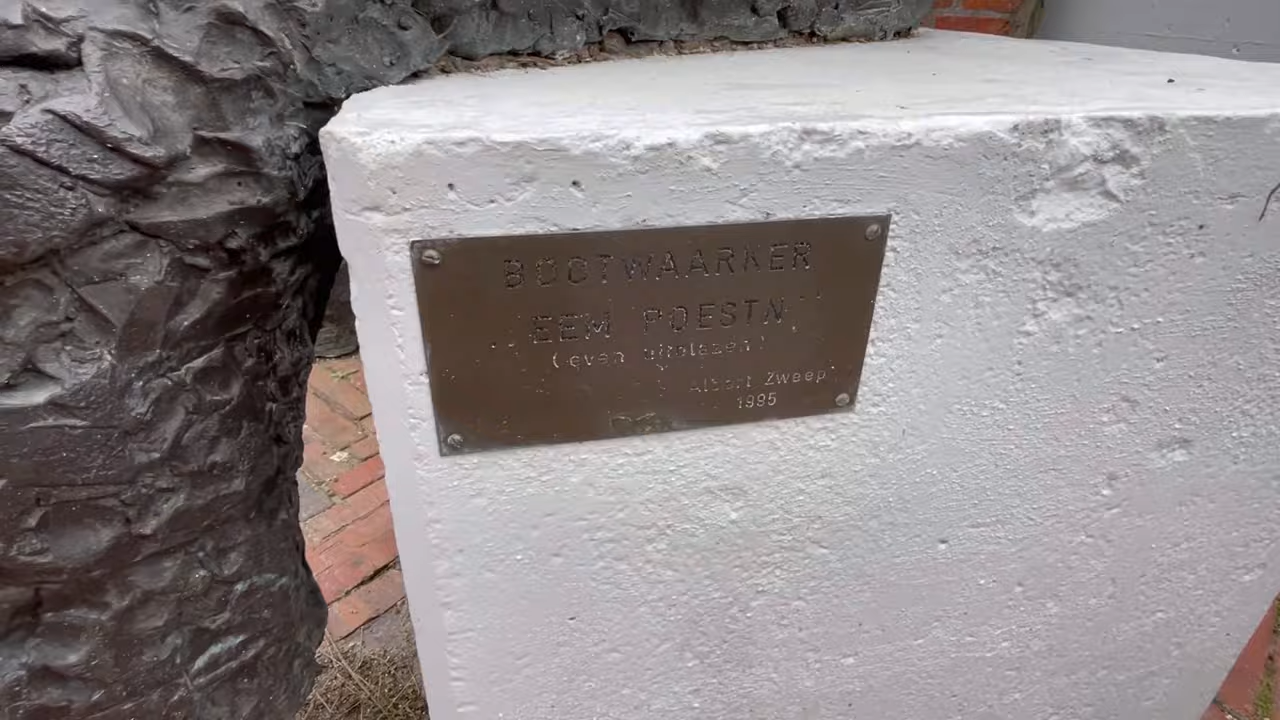 BOOTWAARKER
,,EEM POESTN"
(even uitblazen)
Albert Zweep
1995